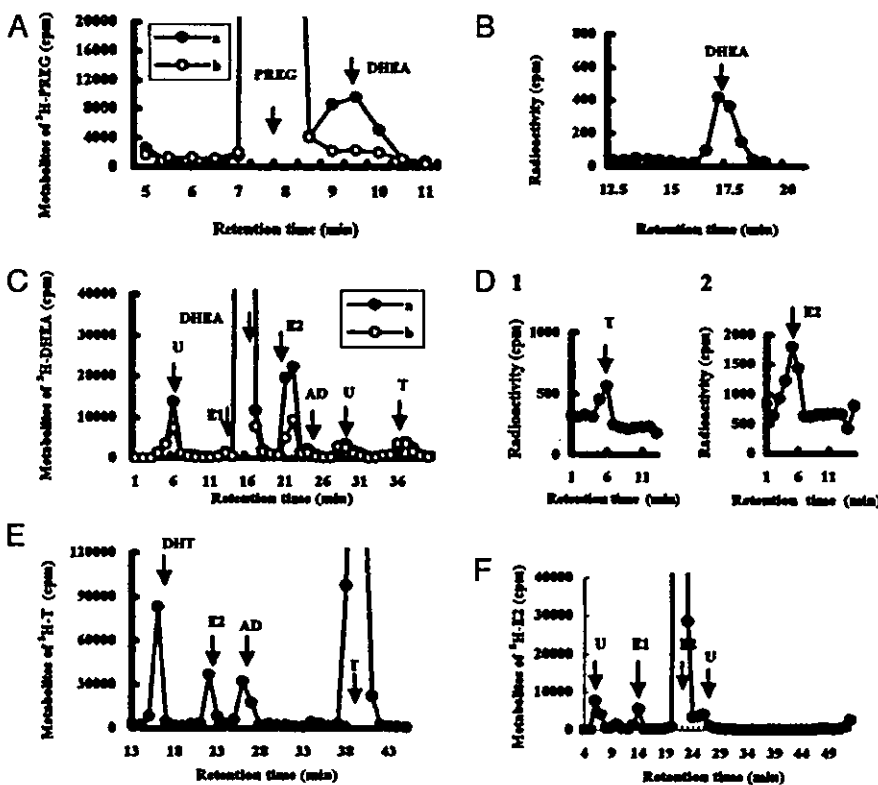 A
Metabolites of ³H-PREG (cpm)
20000
16000
12000
8000
4000
0
a
b
PREG
DHEA
5 6 7 8 9 10 11
Retention time (min)
B
Radioactivity (cpm)
800
600
400
200
0
DHEA
12.5 15 17.5 20
Retention time (min)
C
Metabolites of ³H-DHEA (cpm)
40000
30000
20000
10000
0
a
b
U
E1
DHEA
E2
AD
U
T
1 6 11 16 21 26 31 36
Retention time (min)
D 1
Radioactivity (cpm)
1000
500
0
T
1 6 11
Retention time (min)
2
Radioactivity (cpm)
2000
1500
1000
500
0
E2
1 6 11
Retention time (min)
E
Metabolites of ³H-T (cpm)
120000
90000
60000
30000
0
DHT
E2
AD
T
13 18 23 28 33 38 43
Retention time (min)
F
Metabolites of ³H-E2 (cpm)
40000
30000
20000
10000
0
U
E1
E2
U
4 9 14 19 24 29 34 39 44 49
Retention time (min)